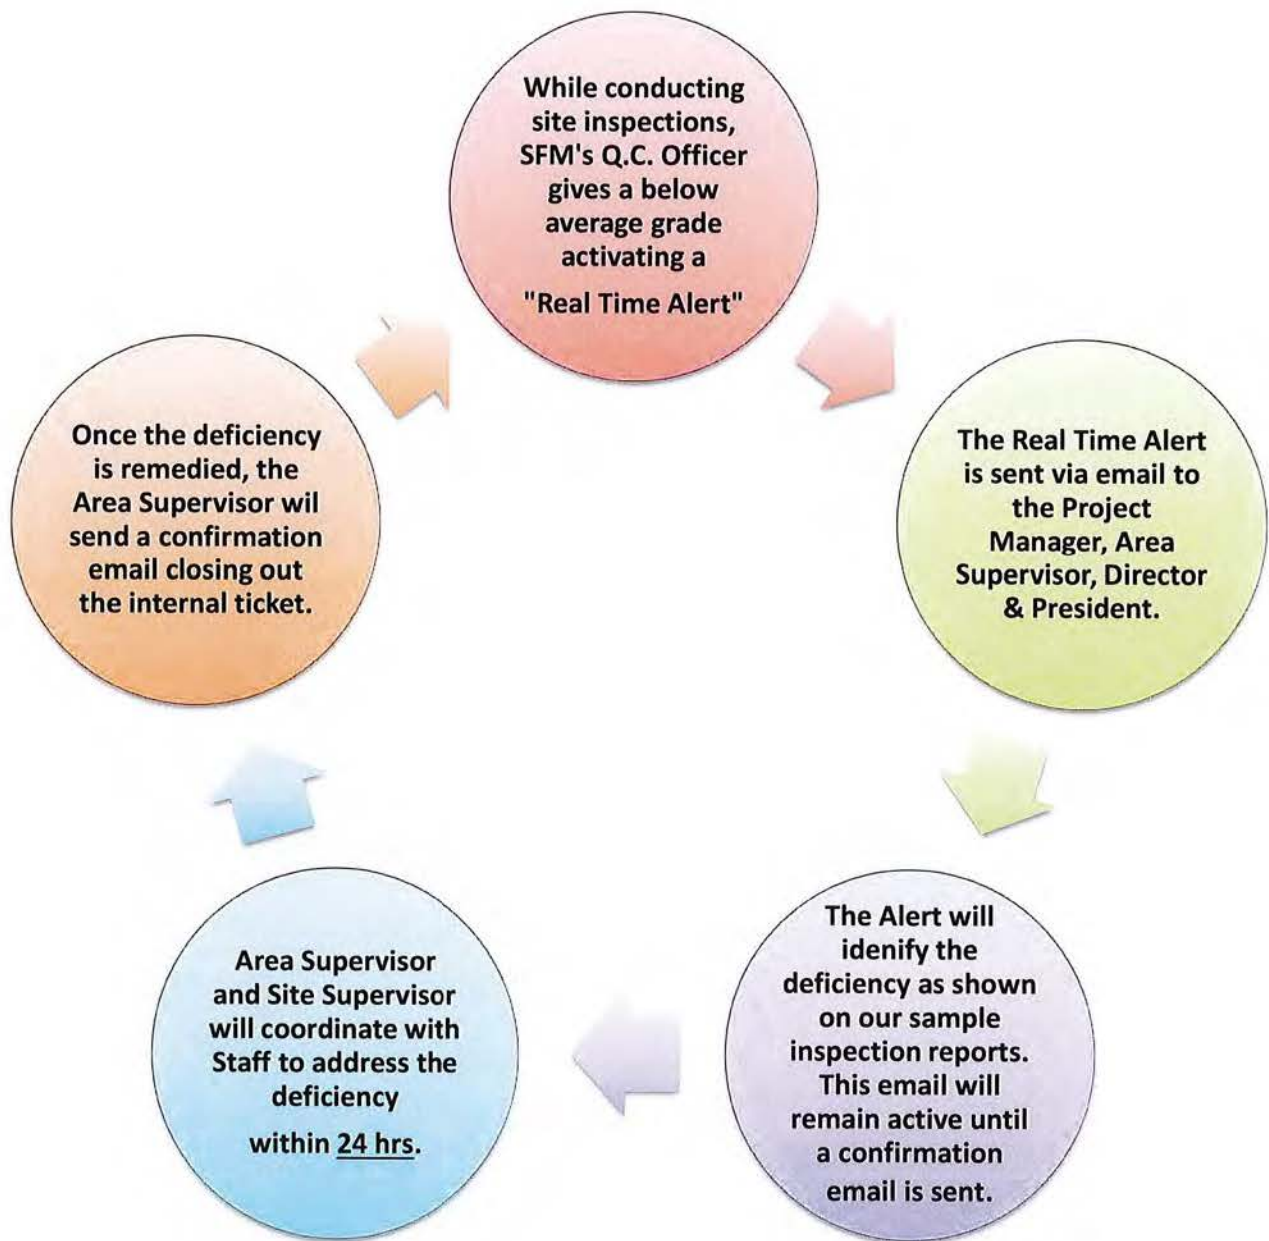 While conducting
site inspections,
SFM's Q.C. Officer
gives a below
average grade
activating a
"Real Time Alert"
The Real Time Alert
is sent via email to
the Project
Manager, Area
Supervisor, Director
& President.
The Alert will
idenify the
deficiency as shown
on our sample
inspection reports.
This email will
remain active until
a confirmation
email is sent.
Area Supervisor
and Site Supervisor
will coordinate with
Staff to address the
deficiency
within 24 hrs.
Once the deficiency
is remedied, the
Area Supervisor wil
send a confirmation
email closing out
the internal ticket.